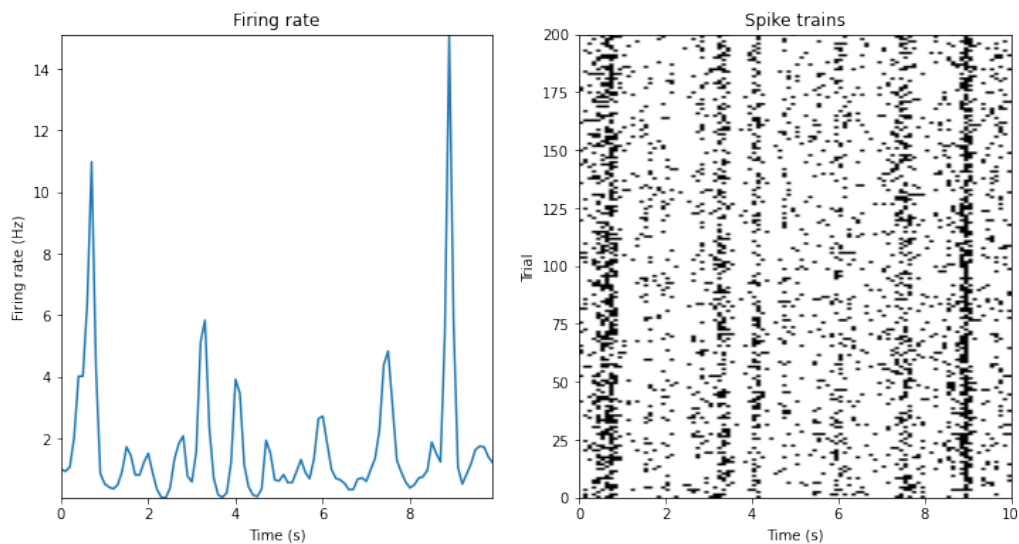 Firing rate
14
12
10
8
6
4
2
Firing rate (Hz)
0 2 4 6 8
Time (s)
Spike trains
200
175
150
125
100
75
50
25
0
Trial
0 2 4 6 8 10
Time (s)